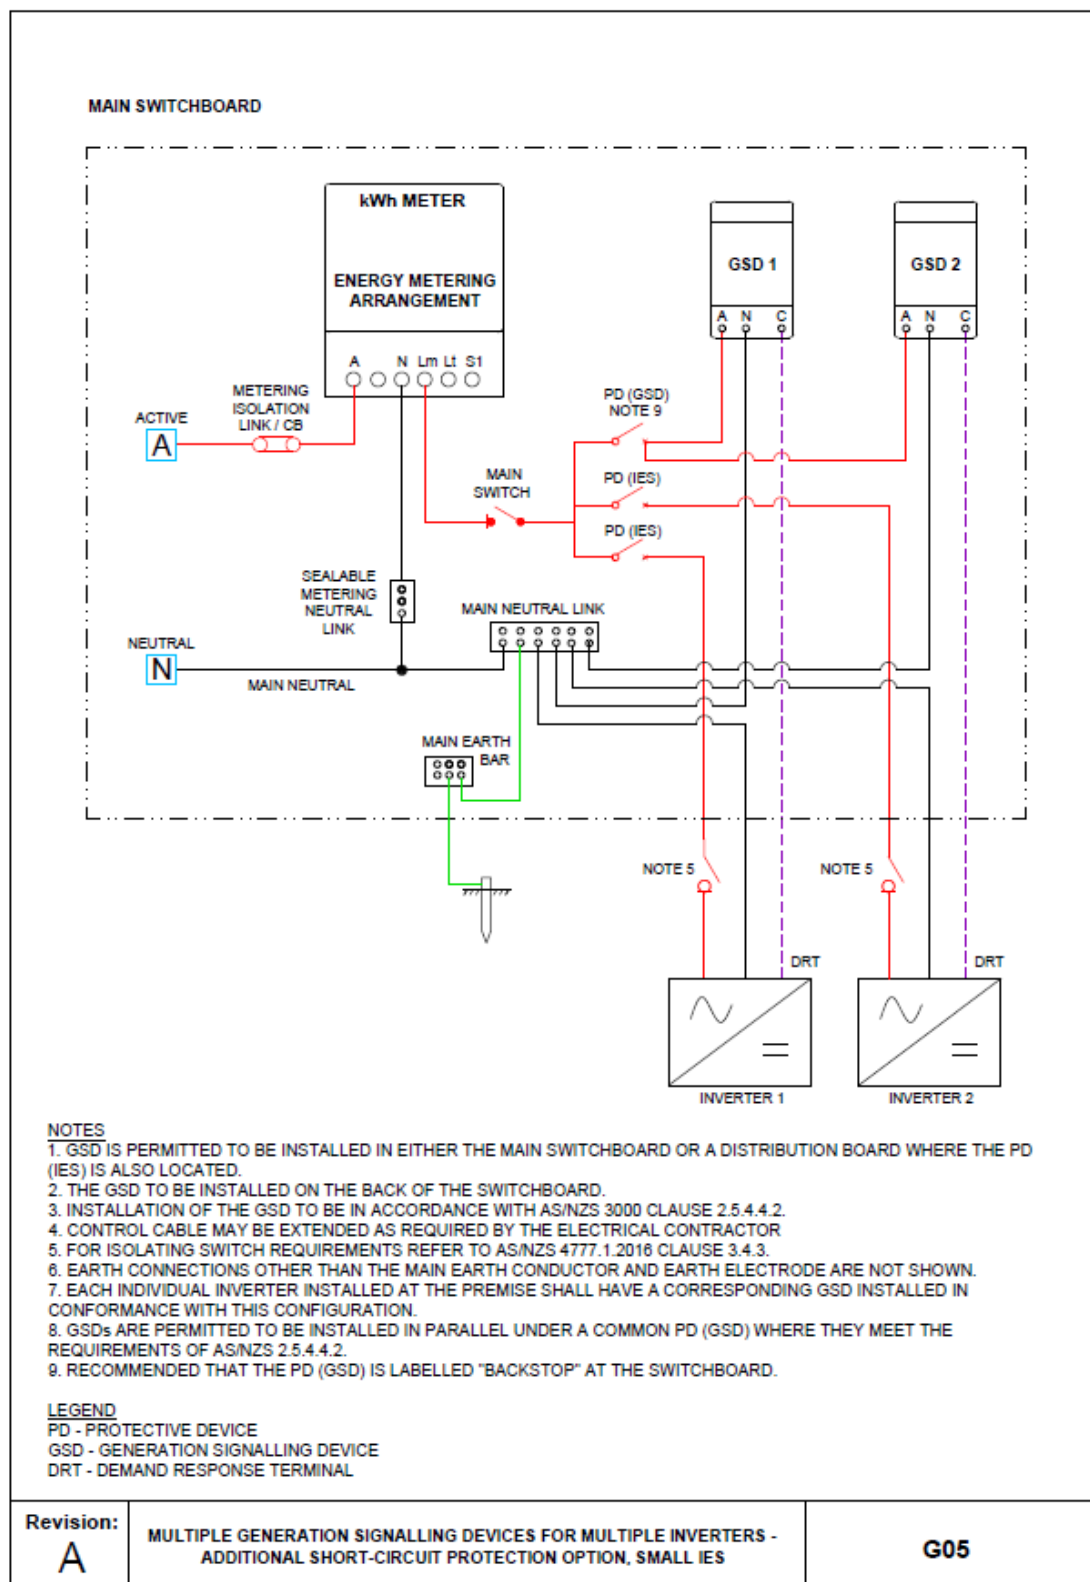 MAIN SWITCHBOARD
kWh METER
ENERGY METERING
ARRANGEMENT
A N Lm Lt S1
GSD 1
A N C
GSD 2
A N C
METERING
ISOLATION
LINK / CB
ACTIVE
A
PD (GSD)
NOTE 9
MAIN
SWITCH
PD (IES)
PD (IES)
SEALABLE
METERING
NEUTRAL
LINK
MAIN NEUTRAL LINK
NEUTRAL
N
MAIN NEUTRAL
MAIN EARTH
BAR
NOTE 5
NOTE 5
DRT
DRT
INVERTER 1
INVERTER 2
NOTES
1. GSD IS PERMITTED TO BE INSTALLED IN EITHER THE MAIN SWITCHBOARD OR A DISTRIBUTION BOARD WHERE THE PD
(IES) IS ALSO LOCATED.
2. THE GSD TO BE INSTALLED ON THE BACK OF THE SWITCHBOARD.
3. INSTALLATION OF THE GSD TO BE IN ACCORDANCE WITH AS/NZS 3000 CLAUSE 2.5.4.4.2.
4. CONTROL CABLE MAY BE EXTENDED AS REQUIRED BY THE ELECTRICAL CONTRACTOR
5. FOR ISOLATING SWITCH REQUIREMENTS REFER TO AS/NZS 4777.1.2016 CLAUSE 3.4.3.
6. EARTH CONNECTIONS OTHER THAN THE MAIN EARTH CONDUCTOR AND EARTH ELECTRODE ARE NOT SHOWN.
7. EACH INDIVIDUAL INVERTER INSTALLED AT THE PREMISE SHALL HAVE A CORRESPONDING GSD INSTALLED IN
CONFORMANCE WITH THIS CONFIGURATION.
8. GSDs ARE PERMITTED TO BE INSTALLED IN PARALLEL UNDER A COMMON PD (GSD) WHERE THEY MEET THE
REQUIREMENTS OF AS/NZS 2.5.4.4.2.
9. RECOMMENDED THAT THE PD (GSD) IS LABELLED "BACKSTOP" AT THE SWITCHBOARD.
LEGEND
PD - PROTECTIVE DEVICE
GSD - GENERATION SIGNALLING DEVICE
DRT - DEMAND RESPONSE TERMINAL
Revision:
A
MULTIPLE GENERATION SIGNALLING DEVICES FOR MULTIPLE INVERTERS -
ADDITIONAL SHORT-CIRCUIT PROTECTION OPTION, SMALL IES
G05